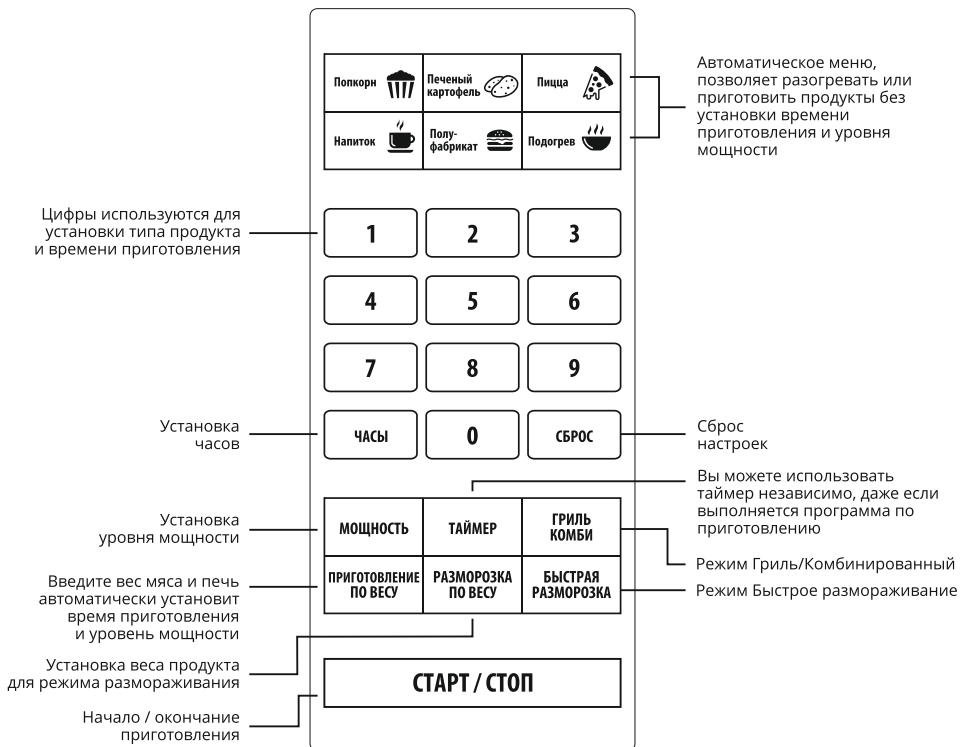 Попкорн
Печеный
картофель
Пицца
Автоматическое меню,
позволяет разогревать или
приготовить продукты без
установки времени
приготовления и уровня
мощности
Напиток
Полу-
фабрикат
Подогрев
Цифры используются для
установки типа продукта
и времени приготовления
1
2
3
4
5
6
7
8
9
Установка
часов
ЧАСЫ
0
СБРОС
Сброс
настроек
Вы можете использовать
таймер независимо, даже если
выполняется программа по
приготовлению
Установка
уровня мощности
МОЩНОСТЬ
ТАЙМЕР
ГРИЛЬ
КОМБИ
Режим Гриль/Комбинированный
Введите вес мяса и печь
автоматически установит
время приготовления
и уровень мощности
ПРИГОТОВЛЕНИЕ
ПО ВЕСУ
РАЗМОРОЗКА
ПО ВЕСУ
БЫСТРАЯ
РАЗМОРОЗКА
Режим Быстрое размораживание
Установка веса продукта
для режима размораживания
СТАРТ / СТОП
Начало / окончание
приготовления